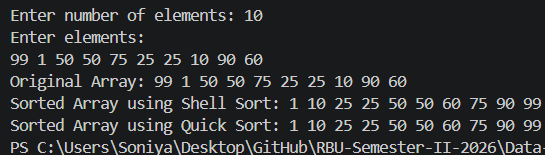 Enter number of elements: 10
Enter elements:
99 1 50 50 75 25 25 10 90 60
Original Array: 99 1 50 50 75 25 25 10 90 60
Sorted Array using Shell Sort: 1 10 25 25 50 50 60 75 90 99
Sorted Array using Quick Sort: 1 10 25 25 50 50 60 75 90 99
PS C:\Users\Soniya\Desktop\GitHub\RBU-Semester-II-2026\Data-